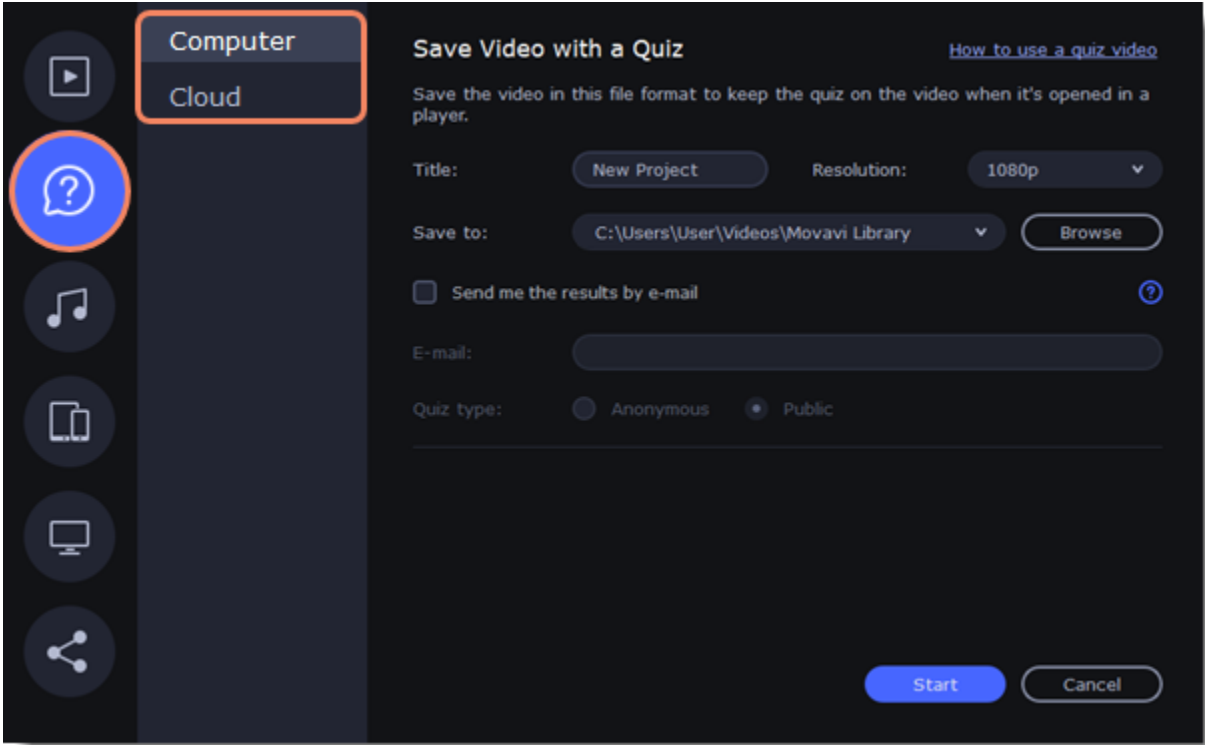 Computer
Cloud
Save Video with a Quiz
How to use a quiz video
Save the video in this file format to keep the quiz on the video when it's opened in a
player.
Title: New Project Resolution: 1080p
Save to: C:\Users\User\Videos\Movavi Library Browse
Send me the results by e-mail
E-mail:
Quiz type: Anonymous Public
Start Cancel